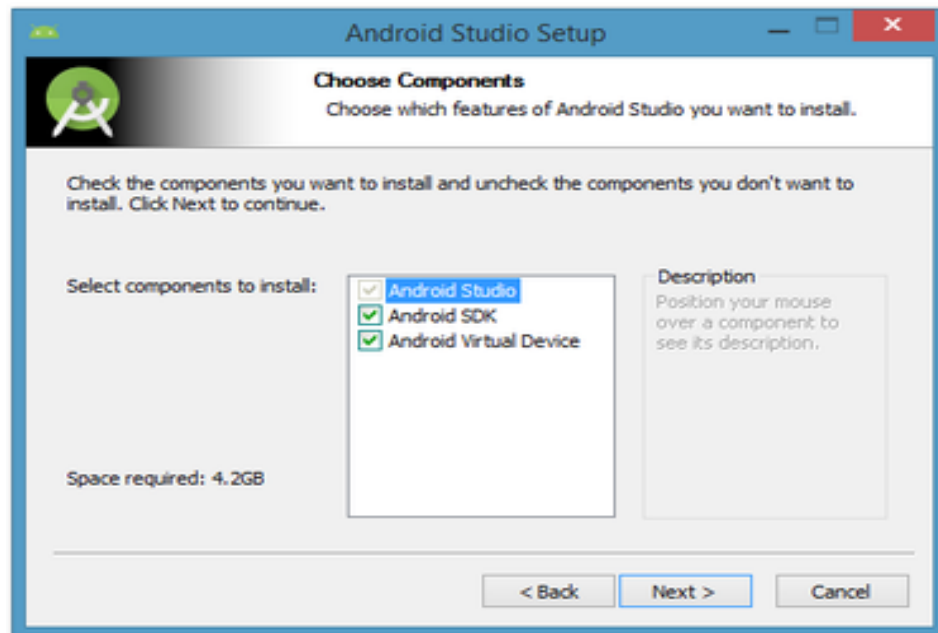 Android Studio Setup
Choose Components
Choose which features of Android Studio you want to install.
Check the components you want to install and uncheck the components you don't want to
install. Click Next to continue.
Select components to install:
Android Studio
Android SDK
Android Virtual Device
Description
Position your mouse
over a component to
see its description.
Space required: 4.2GB
< Back
Next >
Cancel